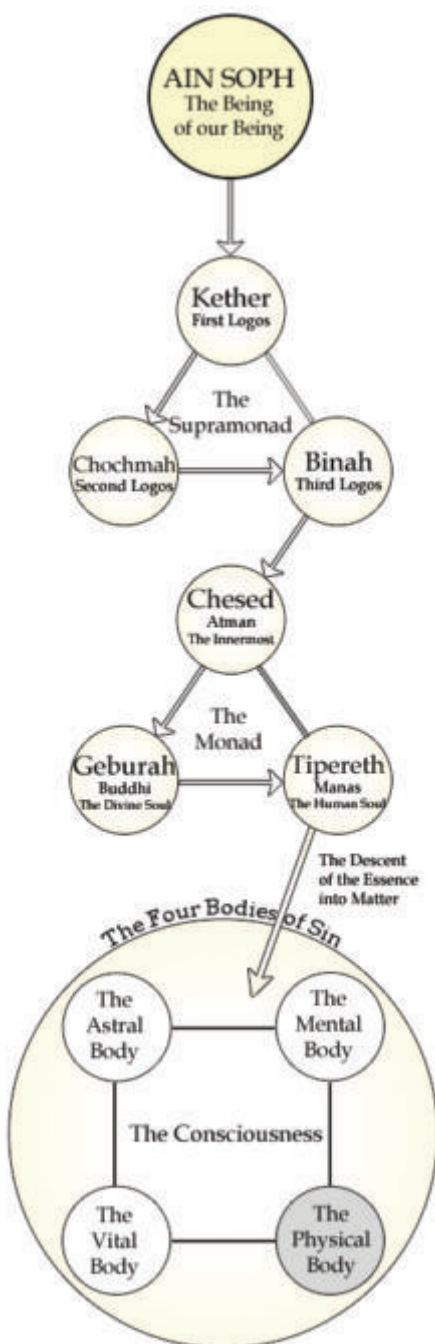 AIN SOPH
The Being
of our Being
Kether
First Logos
The
Supramonad
Chochmah
Second Logos
Binah
Third Logos
Chesed
Atman
The Innermost
The
Monad
Geburah
Buddhi
The Divine Soul
Tipereth
Manas
The Human Soul
The Descent
of the Essence
into Matter
The Four Bodies of Sin
The
Astral
Body
The
Mental
Body
The Consciousness
The
Vital
Body
The
Physical
Body